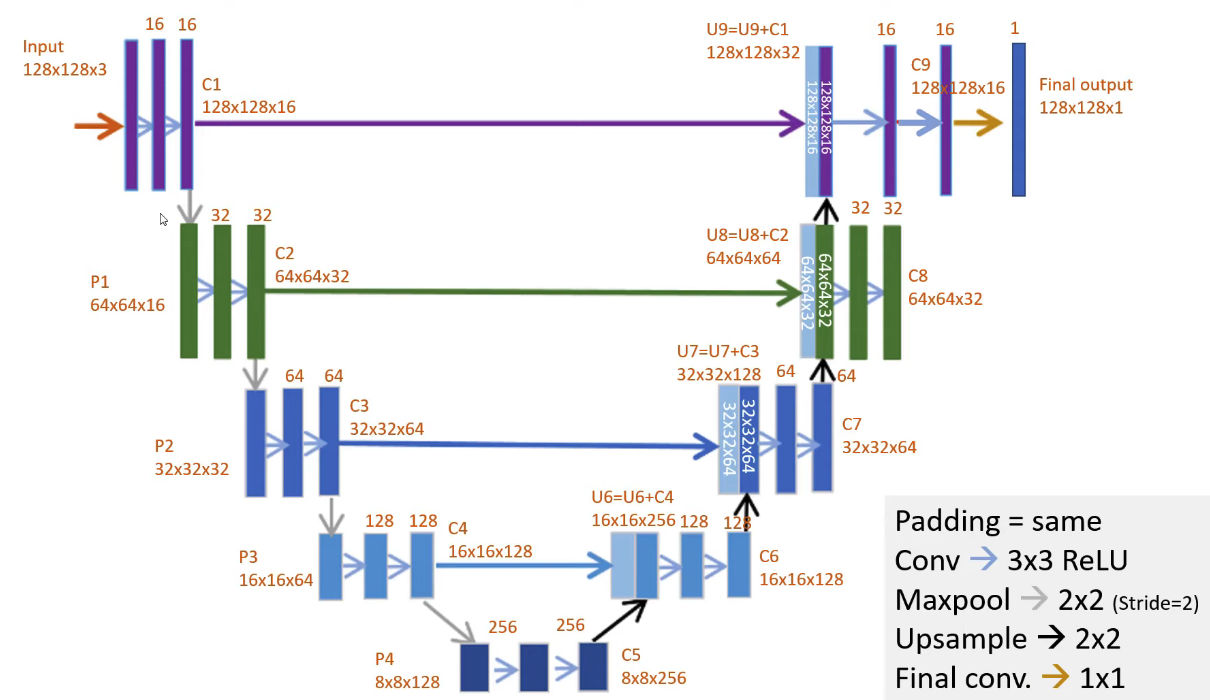 16 16
Input
128x128x3
C1
128x128x16
U9=U9+C1
128x128x32
128x128x16
128x128x16
16 16
C9
128x128x16
1
Final output
128x128x1
P1
64x64x16
32 32
C2
64x64x32
U8=U8+C2
64x64x64
64x64x32
64x64x32
32 32
C8
64x64x32
P2
32x32x32
64 64
C3
32x32x64
U7=U7+C3
32x32x128
32x32x64
32x32x64
64 64
C7
32x32x64
P3
16x16x64
128 128
C4
16x16x128
U6=U6+C4
16x16x256
128 128
C6
16x16x128
P4
8x8x128
256 256
C5
8x8x256
Padding = same
Conv 3x3 ReLU
Maxpool 2x2 (Stride=2)
Upsample 2x2
Final conv. 1x1